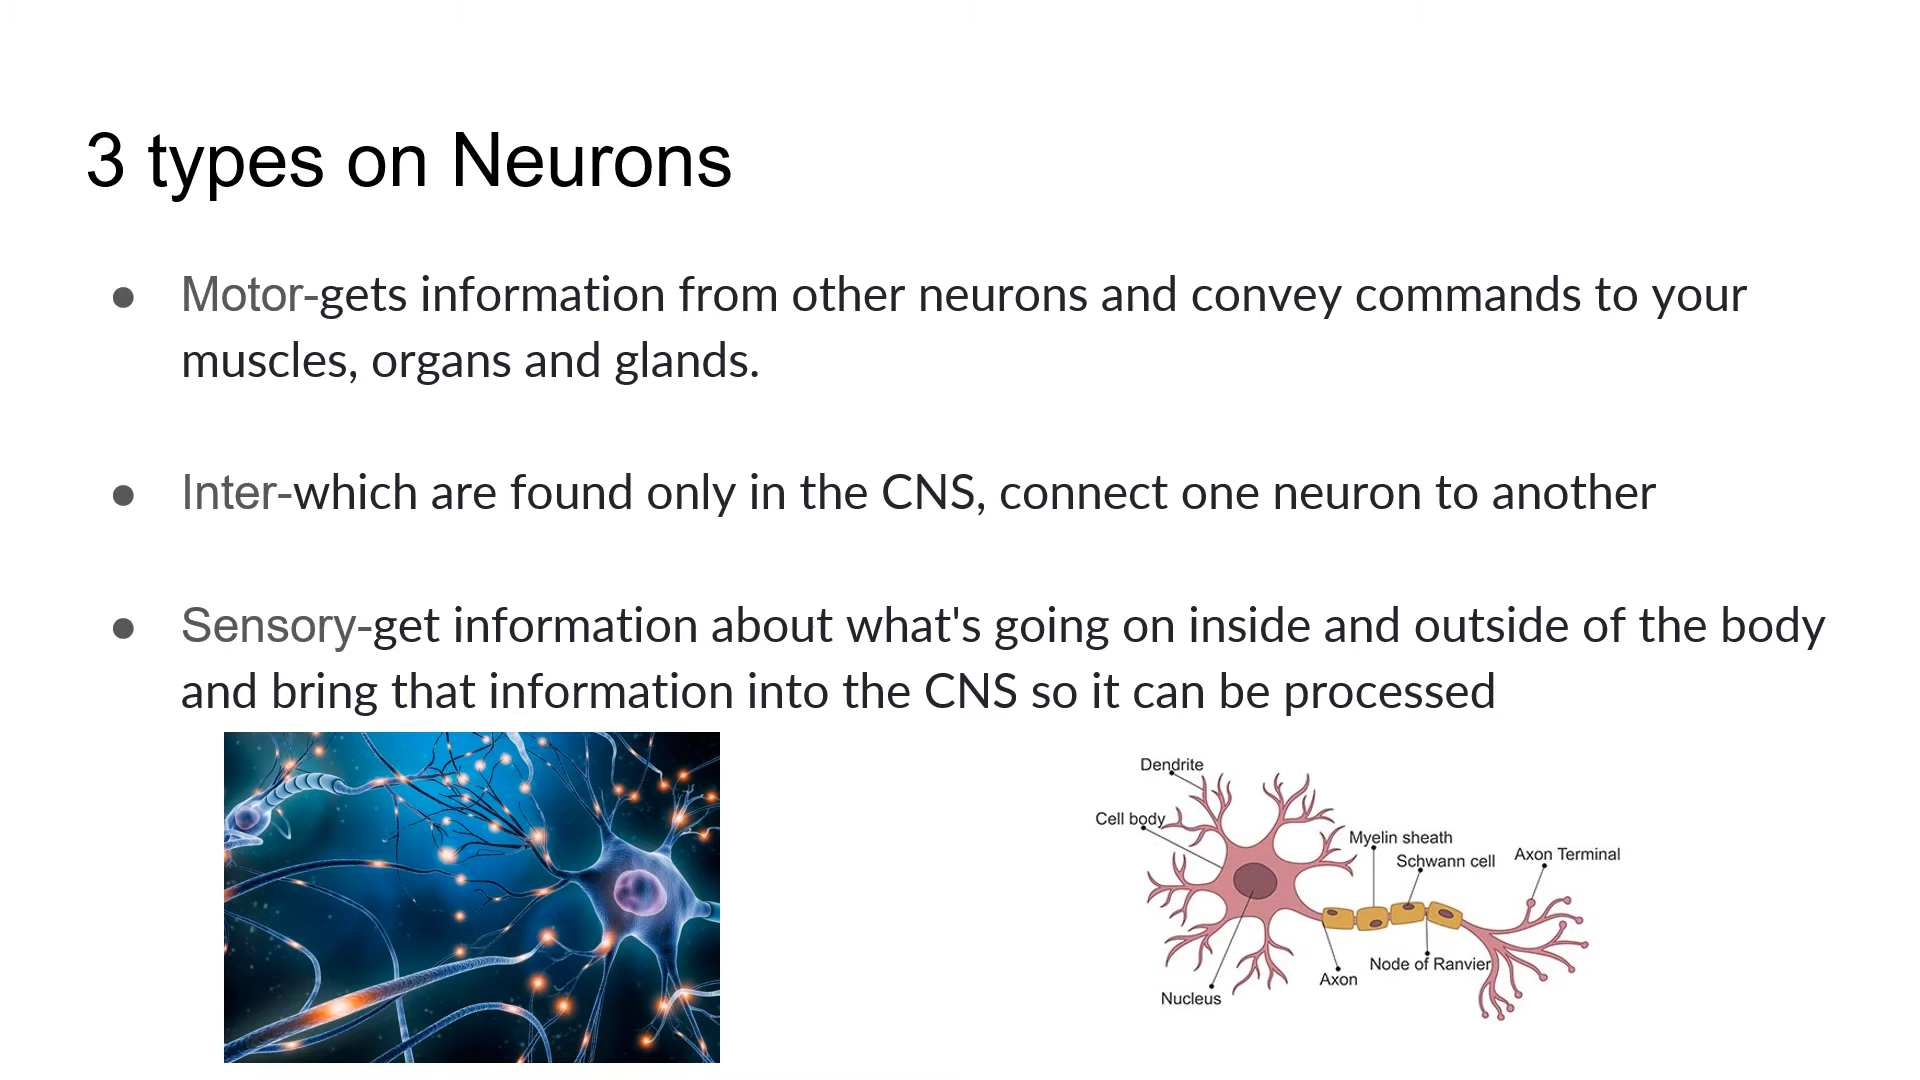 3 types on Neurons
● Motor-gets information from other neurons and convey commands to your
muscles, organs and glands.
● Inter-which are found only in the CNS, connect one neuron to another
● Sensory-get information about what's going on inside and outside of the body
and bring that information into the CNS so it can be processed
Dendrite
Cell body
Myelin sheath
Schwann cell
Axon Terminal
Node of Ranvier
Axon
Nucleus